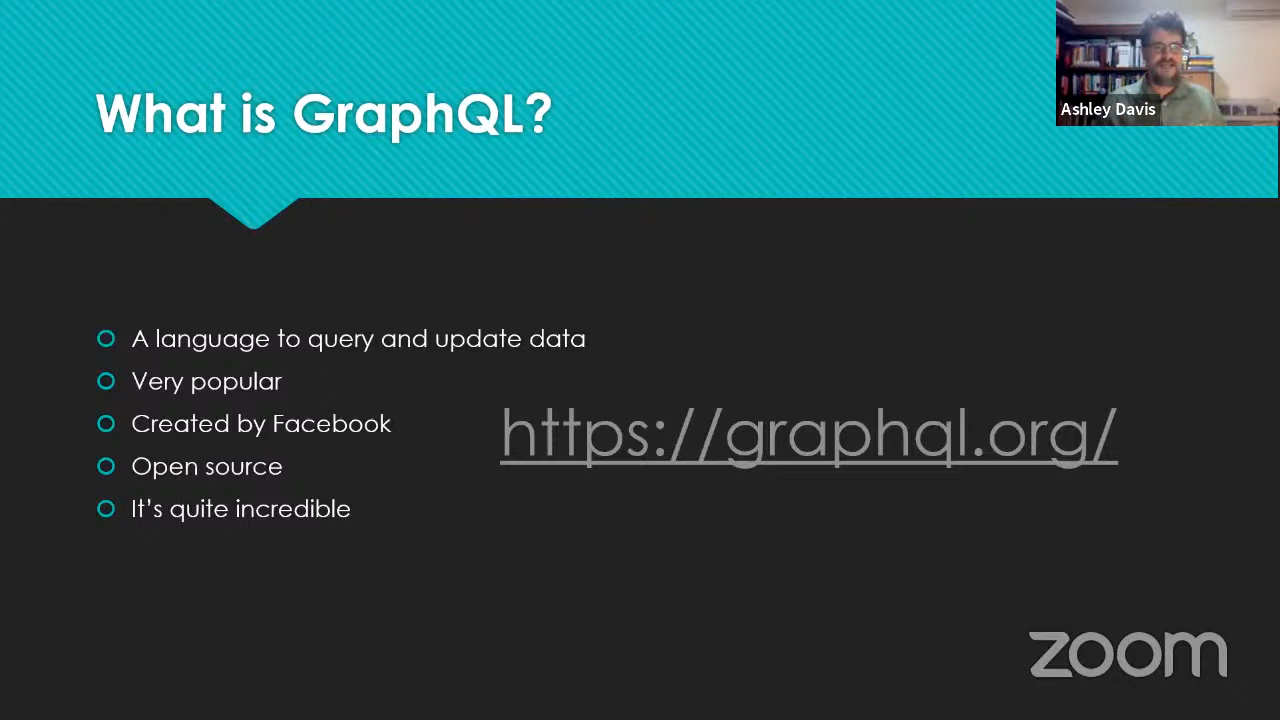 What is GraphQL?
Ashley Davis
A language to query and update data
Very popular
Created by Facebook
Open source
It’s quite incredible
https://graphql.org/
zoom